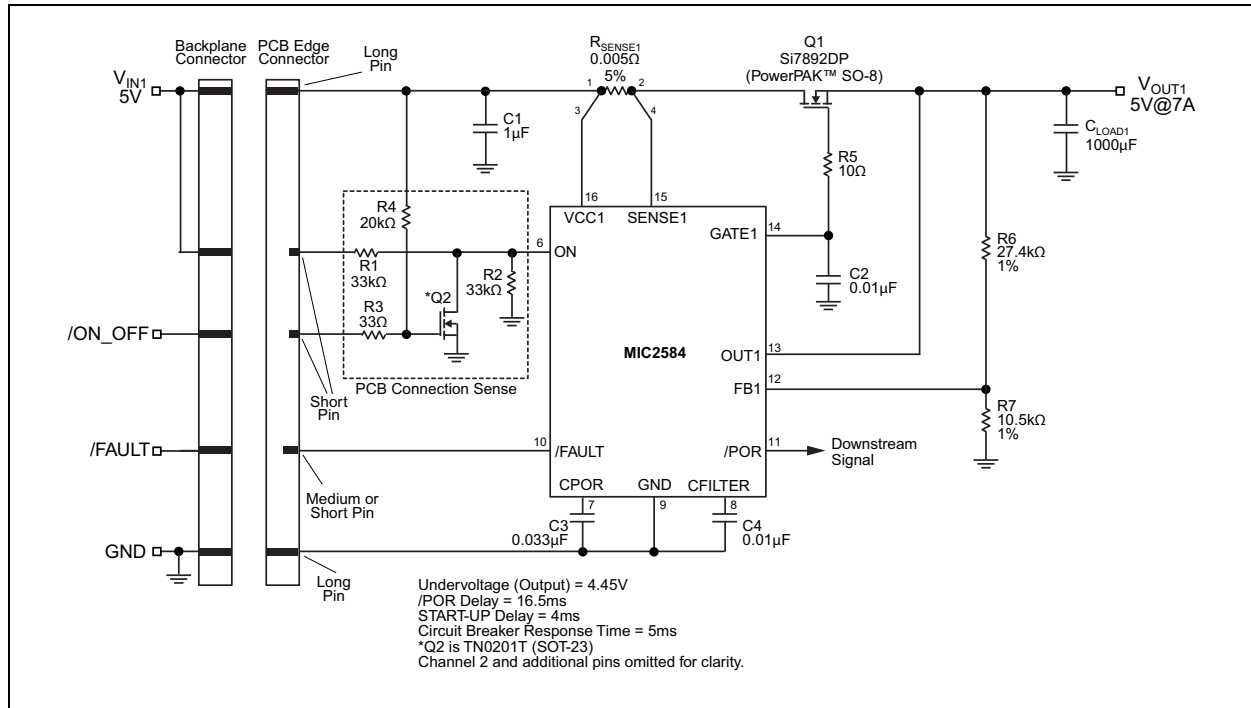 Backplane
Connector
PCB Edge
Connector
Long
Pin
RSENSE1
0.005Ω
5%
Q1
Si7892DP
(PowerPAK™ SO-8)
VIN1
5V
1
2
3
4
VOUT1
5V@7A
C1
1µF
CLOAD1
1000µF
R5
10Ω
16
15
VCC1
SENSE1
R4
20kΩ
GATE1
14
6
ON
R1
33kΩ
R2
33kΩ
C2
0.01µF
R6
27.4kΩ
1%
*Q2
R3
33Ω
/ON_OFF
MIC2584
OUT1
13
PCB Connection Sense
FB1
12
Short
Pin
R7
10.5kΩ
1%
/FAULT
10
/FAULT
/POR
11
Downstream
Signal
Medium or
Short Pin
CPOR
GND
CFILTER
7
9
8
C3
0.033µF
C4
0.01µF
GND
Long
Pin
Undervoltage (Output) = 4.45V
/POR Delay = 16.5ms
START-UP Delay = 4ms
Circuit Breaker Response Time = 5ms
*Q2 is TN0201T (SOT-23)
Channel 2 and additional pins omitted for clarity.